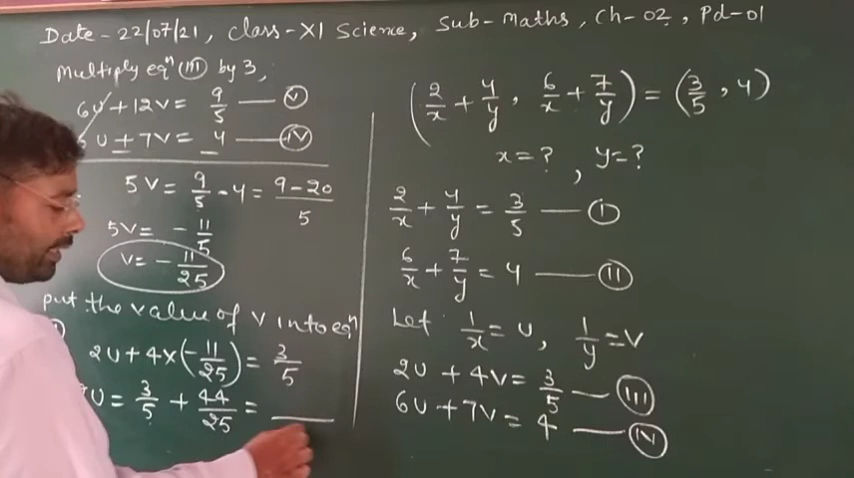 Date - 22/07/21, Class - XI Science, Sub - Maths, Ch - 02, Pd - 01
Multiply eqⁿ (III) by 3,
6U + 12V = 9/5 — (V)
6U + 7V = 4 — (IV)
5V = 9/5 - 4 = (9 - 20)/5
5V = - 11/5
V = - 11/25
put the value of V into eqⁿ
2U + 4 × (- 11/25) = 3/5
2U = 3/5 + 44/25 =
(2/x + 4/y, 6/x + 7/y) = (3/5, 4)
x = ?, y = ?
2/x + 4/y = 3/5 — (I)
6/x + 7/y = 4 — (II)
Let 1/x = U, 1/y = V
2U + 4V = 3/5 — (III)
6U + 7V = 4 — (IV)